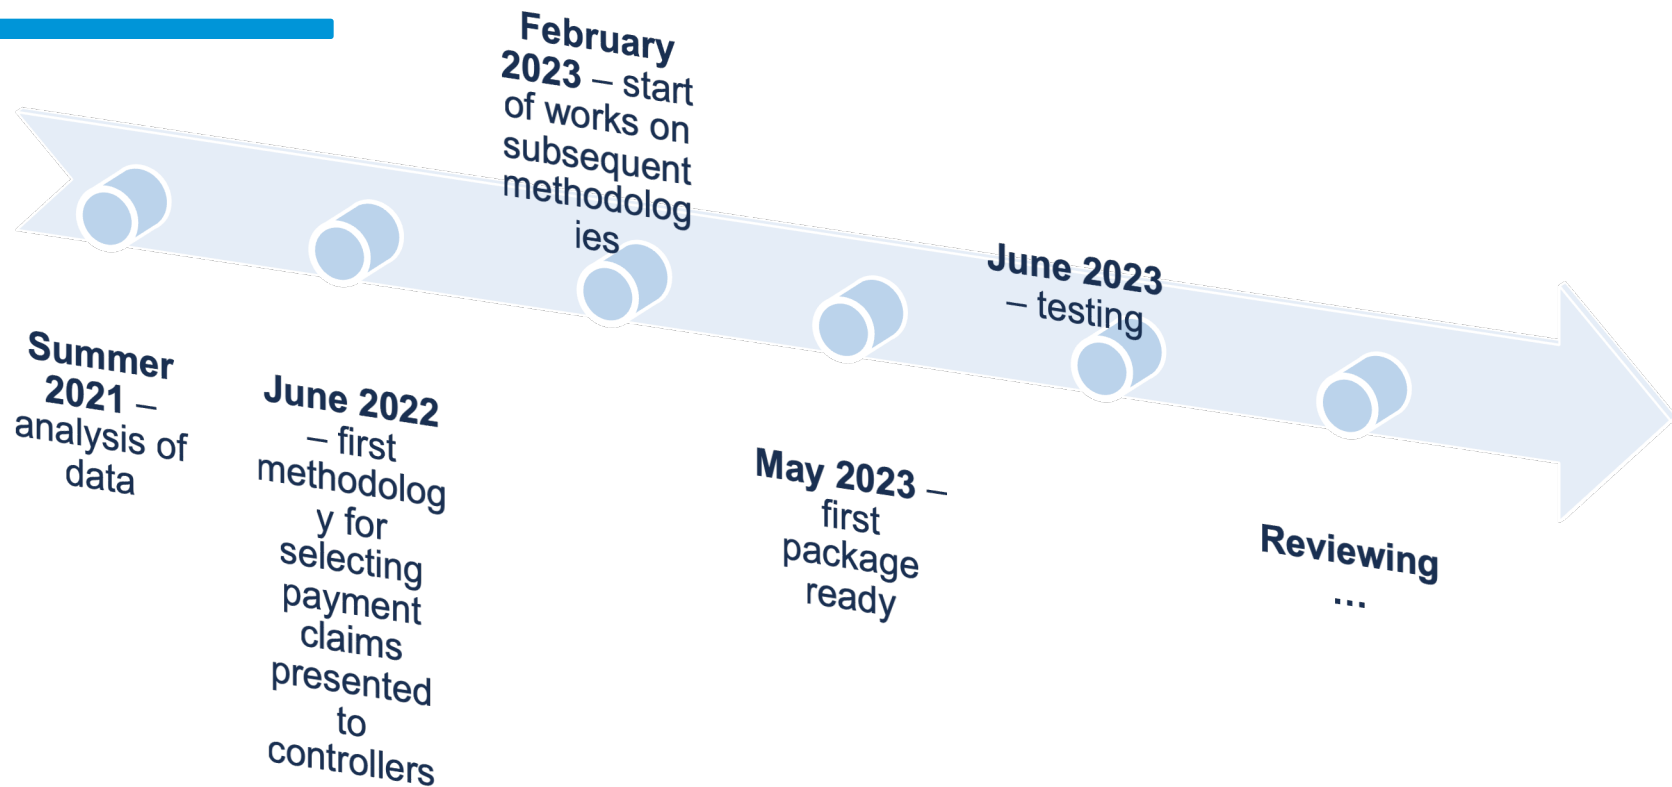 Summer
2021 –
analysis of
data
June 2022
– first
methodolog
y for
selecting
payment
claims
presented
to
controllers
February
2023 – start
of works on
subsequent
methodolog
ies
May 2023 –
first
package
ready
June 2023
– testing
Reviewing
...